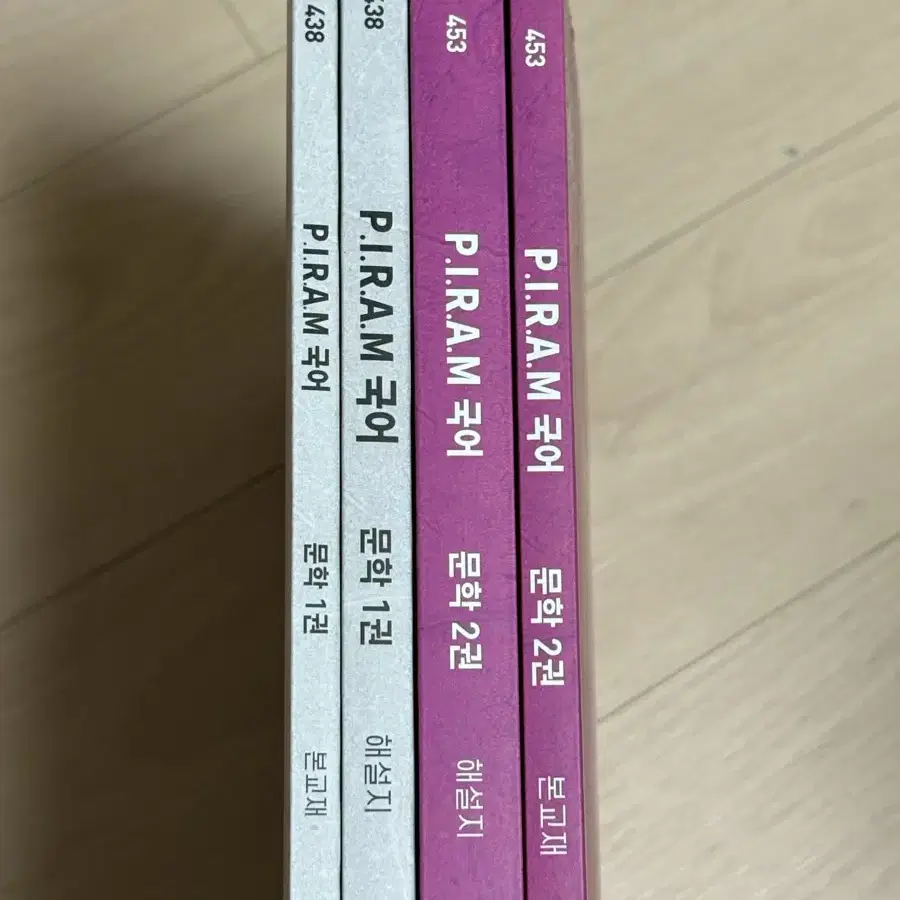 438 P.I.R.A.M 국어 문학 1권 본교재
438 P.I.R.A.M 국어 문학 1권 해설지
453 P.I.R.A.M 국어 문학 2권 해설지
453 P.I.R.A.M 국어 문학 2권 본교재